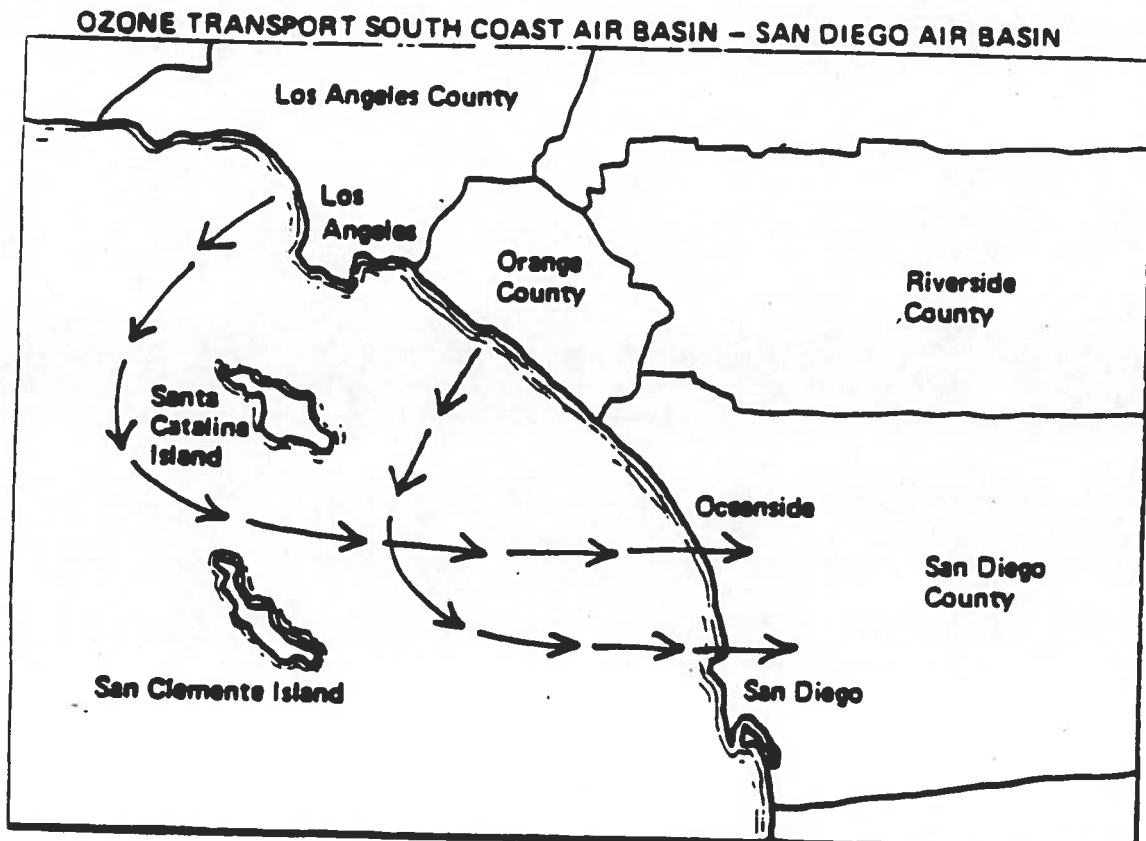 OZONE TRANSPORT SOUTH COAST AIR BASIN – SAN DIEGO AIR BASIN
Los Angeles County
Los
Angeles
Orange
County
Riverside
County
Santa
Catalina
Island
Oceanside
San Diego
County
San Clemente Island
San Diego